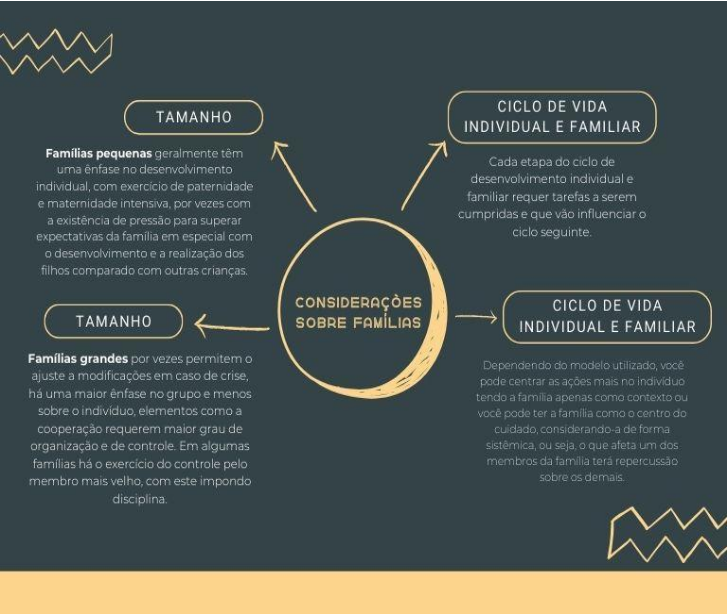 TAMANHO
Famílias pequenas geralmente têm
uma ênfase no desenvolvimento
individual, com exercício de paternidade
e maternidade intensiva, por vezes com
a existência de pressão para superar
expectativas da família em especial com
o desenvolvimento e a realização dos
filhos comparado com outras crianças.
CICLO DE VIDA
INDIVIDUAL E FAMILIAR
Cada etapa do ciclo de
desenvolvimento individual e
familiar requer tarefas a serem
cumpridas e que vão influenciar o
ciclo seguinte.
CONSIDERAÇÕES
SOBRE FAMÍLIAS
TAMANHO
Famílias grandes por vezes permitem o
ajuste a modificações em caso de crise,
há uma maior ênfase no grupo e menos
sobre o indivíduo, elementos como a
cooperação requerem maior grau de
organização e de controle. Em algumas
famílias há o exercício do controle pelo
membro mais velho, com este impondo
disciplina.
CICLO DE VIDA
INDIVIDUAL E FAMILIAR
Dependendo do modelo utilizado, você
pode centrar as ações mais no indivíduo
tendo a família apenas como contexto ou
você pode ter a família como o centro do
cuidado, considerando-a de forma
sistêmica, ou seja, o que afeta um dos
membros da família terá repercussão
sobre os demais.